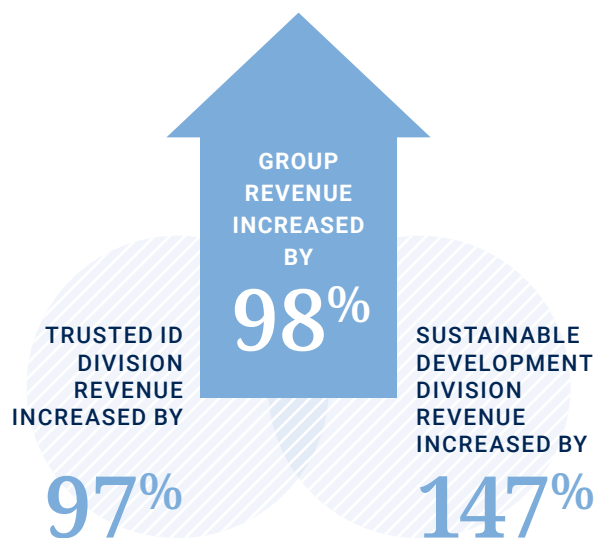 GROUP
REVENUE
INCREASED
BY
98%
TRUSTED ID
DIVISION
REVENUE
INCREASED BY
97%
SUSTAINABLE
DEVELOPMENT
DIVISION
REVENUE
INCREASED BY
147%